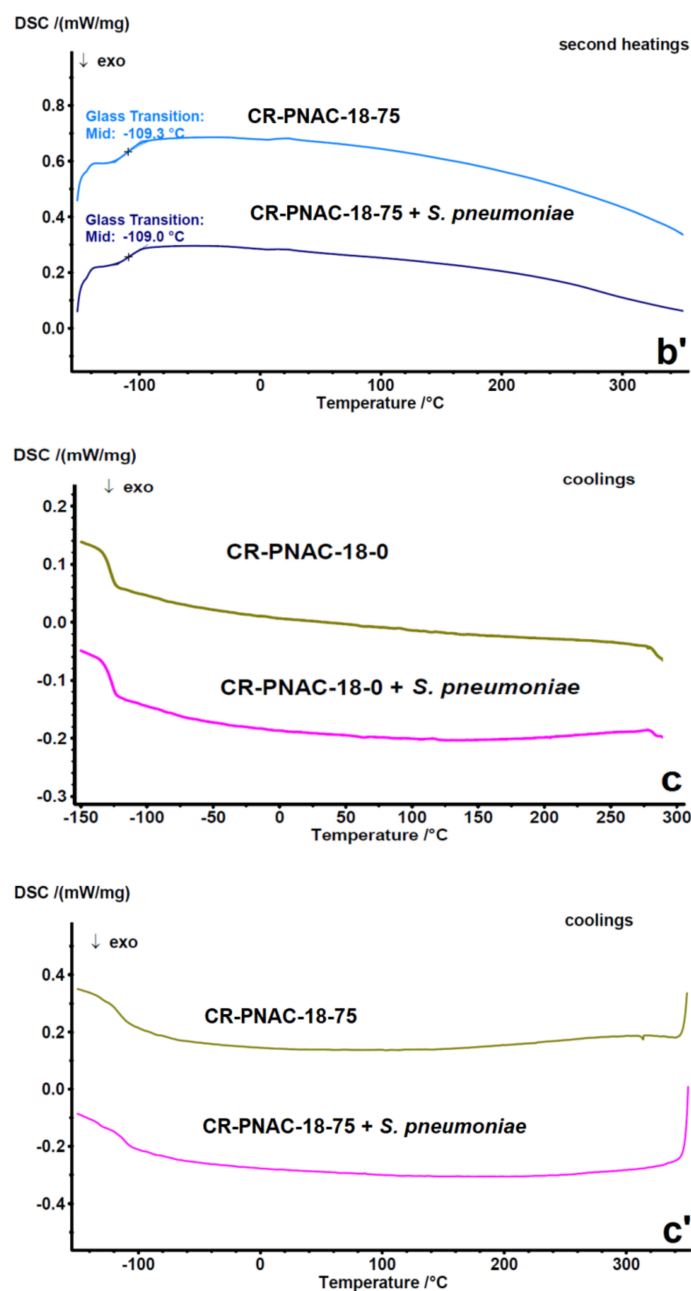 DSC /(mW/mg)
↓ exo
second heatings
0.8
CR-PNAC-18-75
Glass Transition:
Mid: -109.3 °C
0.6
CR-PNAC-18-75 + S. pneumoniae
0.4
Glass Transition:
Mid: -109.0 °C
0.2
0.0
b'
-100 0 100 200 300
Temperature /°C
DSC /(mW/mg)
↓ exo
coolings
0.2
CR-PNAC-18-0
0.1
0.0
-0.1
CR-PNAC-18-0 + S. pneumoniae
-0.2
c
-0.3
-150 -100 -50 0 50 100 150 200 250 300
Temperature /°C
DSC /(mW/mg)
↓ exo
coolings
0.4
CR-PNAC-18-75
0.2
0.0
CR-PNAC-18-75 + S. pneumoniae
-0.2
-0.4
c'
-100 0 100 200 300
Temperature /°C